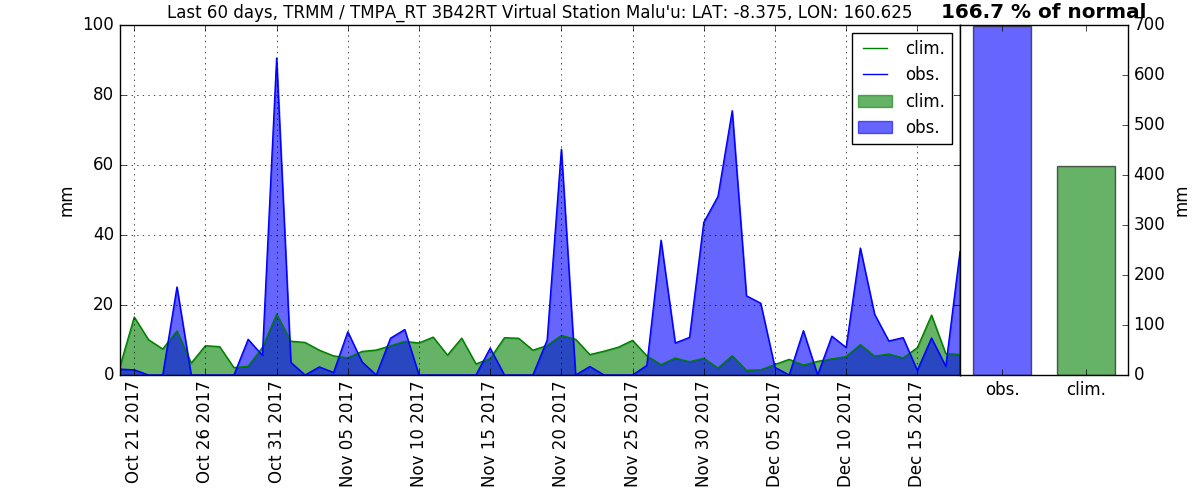 Last 60 days, TRMM / TMPA_RT 3B42RT Virtual Station Malu'u: LAT: -8.375, LON: 160.625
166.7 % of normal
100
80
60
40
20
0
mm
clim.
obs.
clim.
obs.
700
600
500
400
300
200
100
0
mm
obs.
clim.
Oct 21 2017
Oct 26 2017
Oct 31 2017
Nov 05 2017
Nov 10 2017
Nov 15 2017
Nov 20 2017
Nov 25 2017
Nov 30 2017
Dec 05 2017
Dec 10 2017
Dec 15 2017